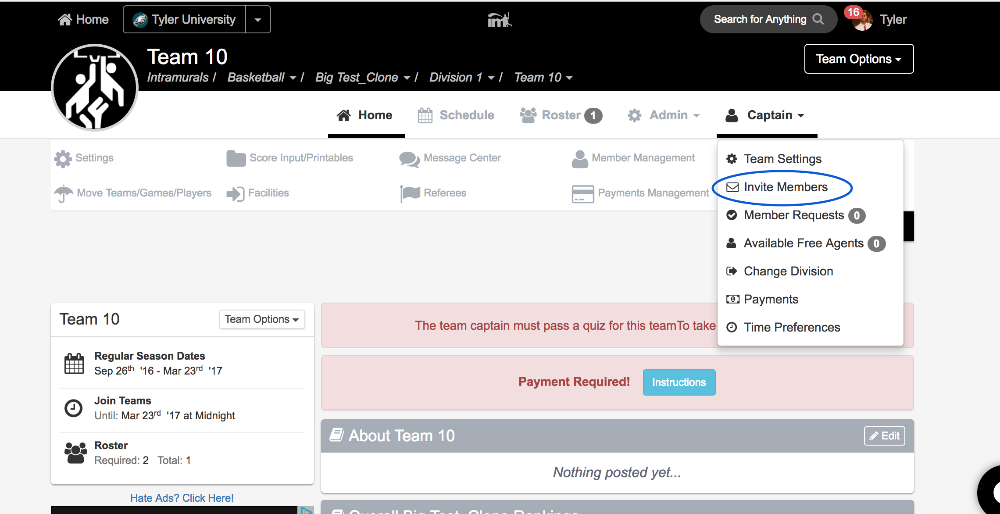 Home
Tyler University
im
Search for Anything
16
Tyler
Team 10
Team Options
Intramurals / Basketball / Big Test_Clone / Division 1 / Team 10
Home
Schedule
Roster 1
Admin
Captain
Settings
Score Input/Printables
Message Center
Member Management
Move Teams/Games/Players
Facilities
Referees
Payments Management
Team Settings
Invite Members
Member Requests 0
Available Free Agents 0
Change Division
Payments
Time Preferences
Team 10
Team Options
Regular Season Dates
Sep 26th '16 - Mar 23rd '17
Join Teams
Until: Mar 23rd '17 at Midnight
Roster
Required: 2 Total: 1
Hate Ads? Click Here!
The team captain must pass a quiz for this teamTo take
Payment Required!
Instructions
About Team 10
Edit
Nothing posted yet...
Overall Big Test_Clone Rankings